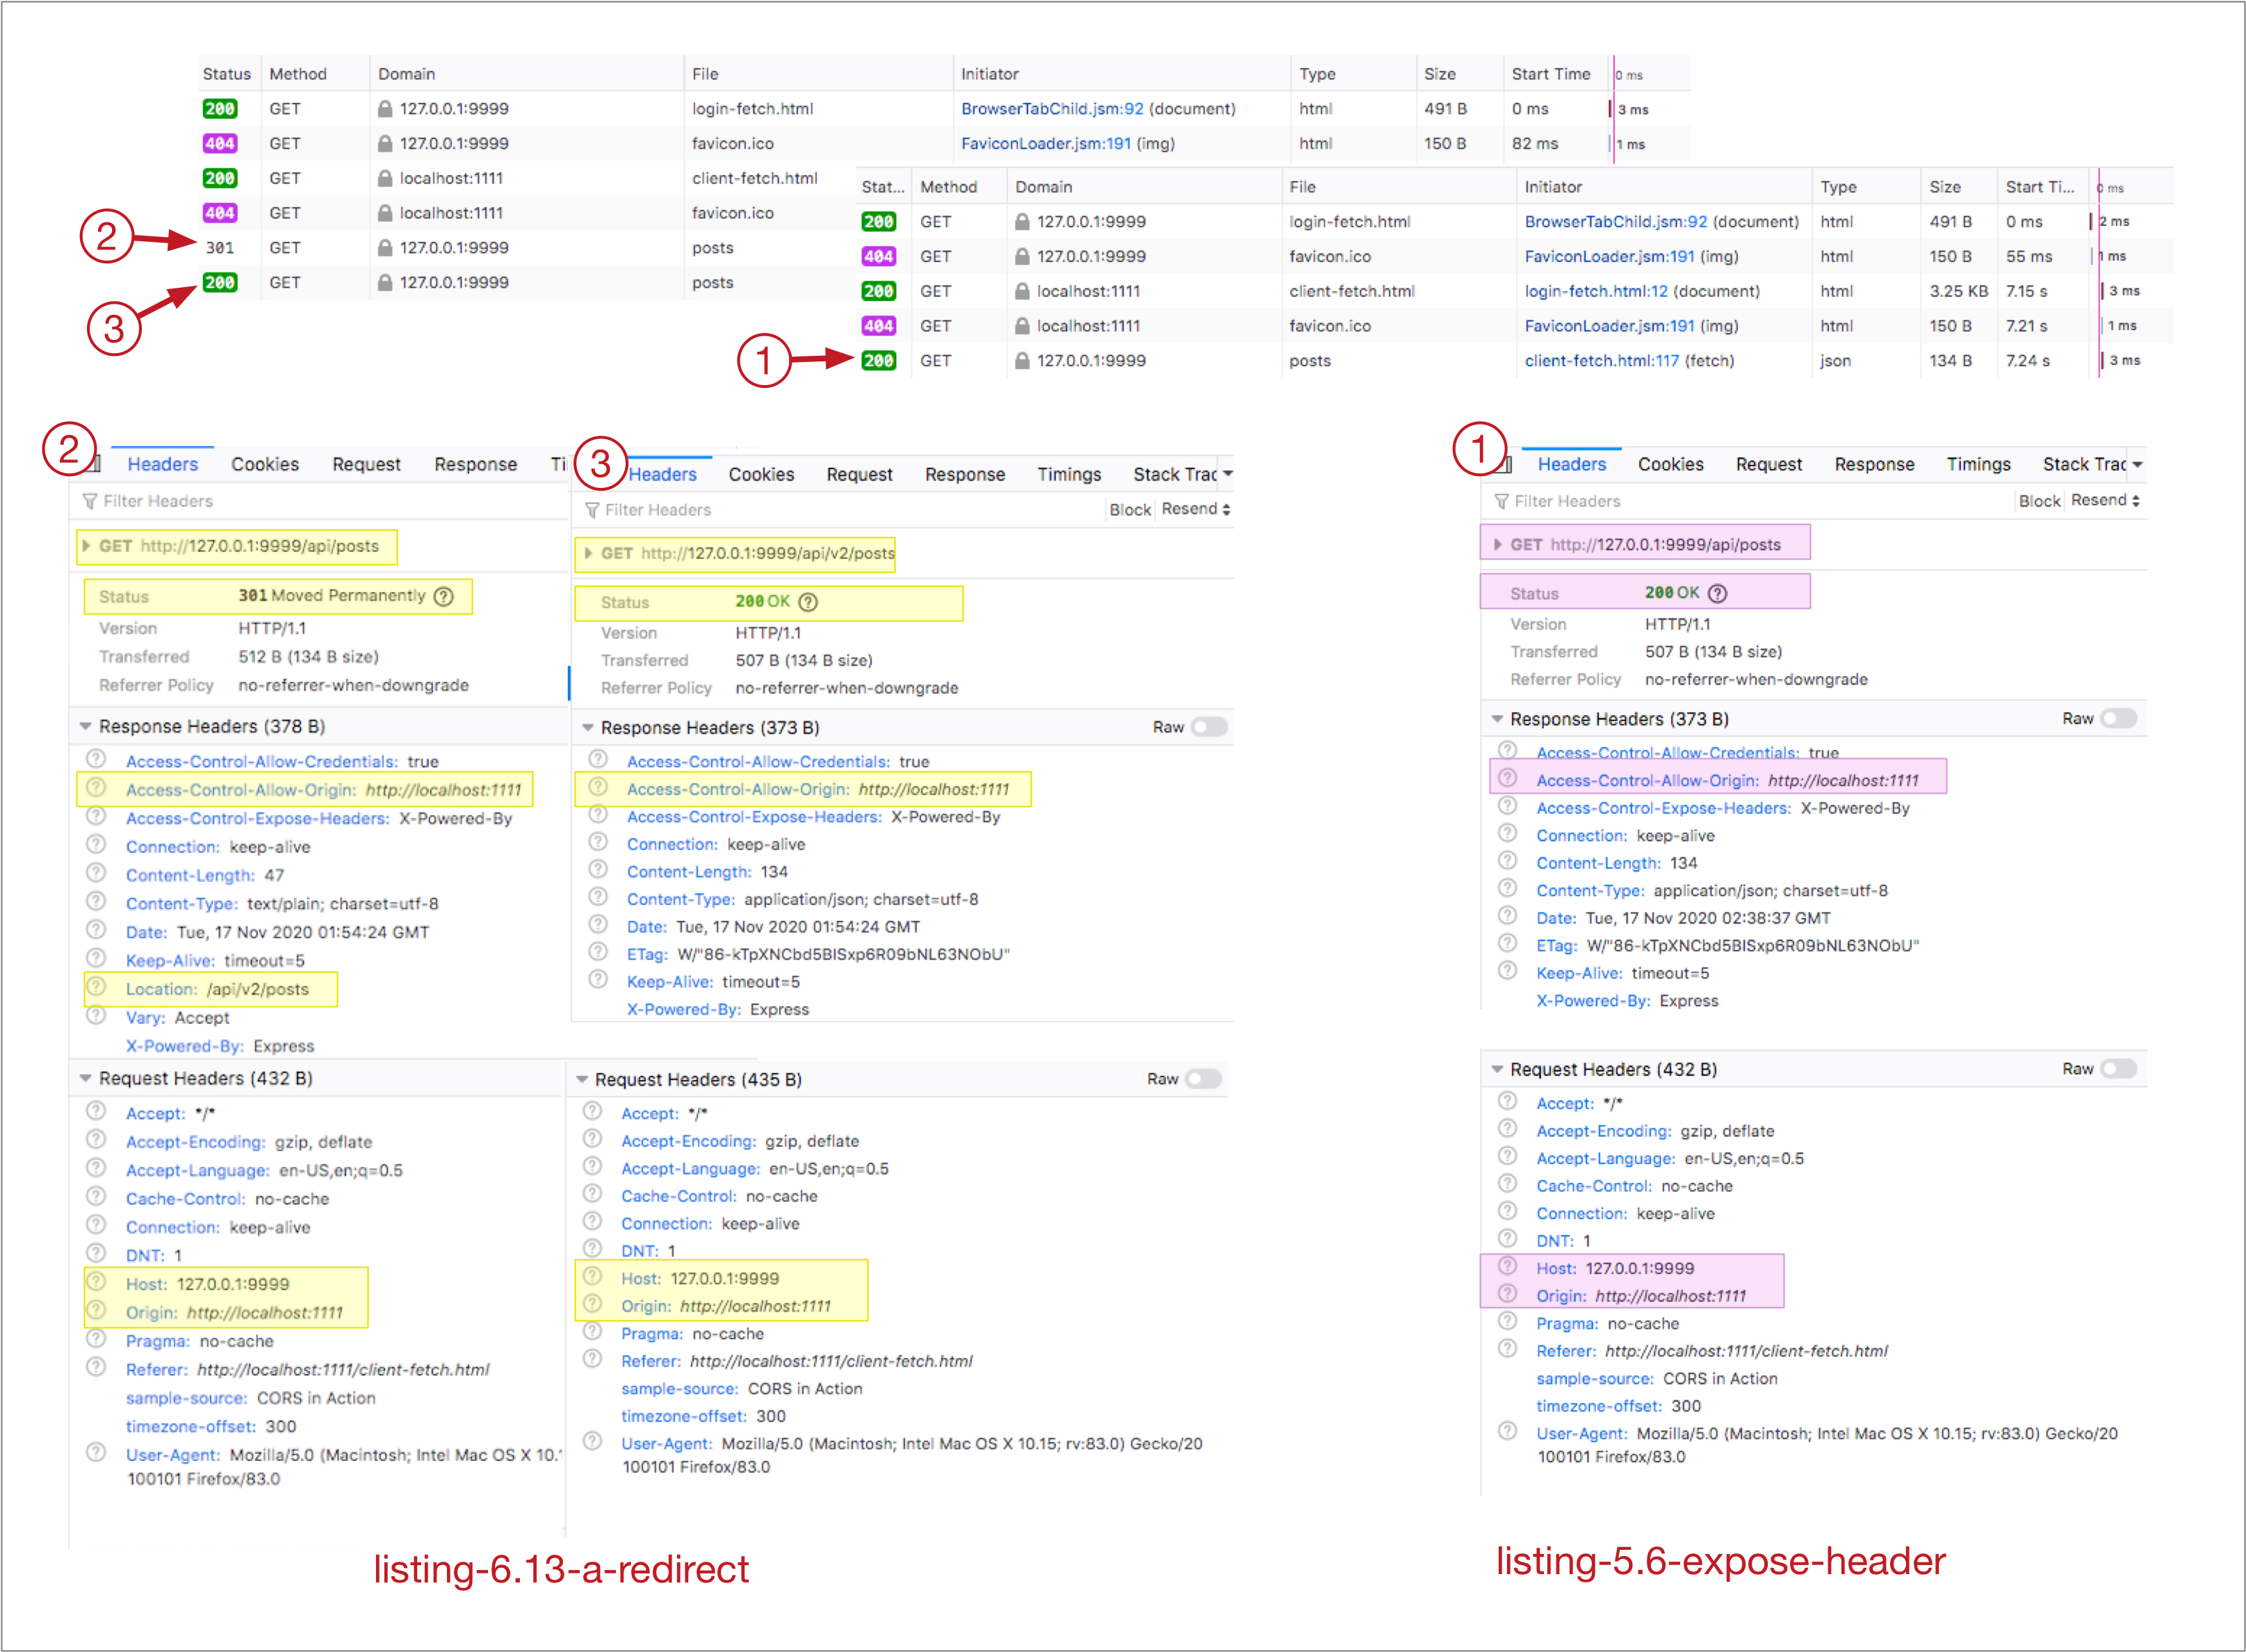 Status Method Domain File Initiator Type Size Start Time 0 ms
200 GET 127.0.0.1:9999 login-fetch.html BrowserTabChild.jsm:92 (document) html 491 B 0 ms 3 ms
404 GET 127.0.0.1:9999 favicon.ico FaviconLoader.jsm:191 (img) html 150 B 82 ms 1 ms
200 GET localhost:1111 client-fetch.html
404 GET localhost:1111 favicon.ico
2 301 GET 127.0.0.1:9999 posts
3 200 GET 127.0.0.1:9999 posts
Stat... Method Domain File Initiator Type Size Start Ti... 0 ms
200 GET 127.0.0.1:9999 login-fetch.html BrowserTabChild.jsm:92 (document) html 491 B 0 ms 2 ms
404 GET 127.0.0.1:9999 favicon.ico FaviconLoader.jsm:191 (img) html 150 B 55 ms 1 ms
200 GET localhost:1111 client-fetch.html login-fetch.html:12 (document) html 3.25 KB 7.15 s 3 ms
404 GET localhost:1111 favicon.ico FaviconLoader.jsm:191 (img) html 150 B 7.21 s 1 ms
1 200 GET 127.0.0.1:9999 posts client-fetch.html:117 (fetch) json 134 B 7.24 s 3 ms
2 Headers Cookies Request Response
Filter Headers
GET http://127.0.0.1:9999/api/posts
Status 301 Moved Permanently
Version HTTP/1.1
Transferred 512 B (134 B size)
Referrer Policy no-referrer-when-downgrade
Response Headers (378 B)
Access-Control-Allow-Credentials: true
Access-Control-Allow-Origin: http://localhost:1111
Access-Control-Expose-Headers: X-Powered-By
Connection: keep-alive
Content-Length: 47
Content-Type: text/plain; charset=utf-8
Date: Tue, 17 Nov 2020 01:54:24 GMT
Keep-Alive: timeout=5
Location: /api/v2/posts
Vary: Accept
X-Powered-By: Express
Request Headers (432 B)
Accept: */*
Accept-Encoding: gzip, deflate
Accept-Language: en-US,en;q=0.5
Cache-Control: no-cache
Connection: keep-alive
DNT: 1
Host: 127.0.0.1:9999
Origin: http://localhost:1111
Pragma: no-cache
Referer: http://localhost:1111/client-fetch.html
sample-source: CORS in Action
timezone-offset: 300
User-Agent: Mozilla/5.0 (Macintosh; Intel Mac OS X 10.1
100101 Firefox/83.0
3 Headers Cookies Request Response Timings Stack Trac
Filter Headers Block Resend
GET http://127.0.0.1:9999/api/v2/posts
Status 200 OK
Version HTTP/1.1
Transferred 507 B (134 B size)
Referrer Policy no-referrer-when-downgrade
Response Headers (373 B) Raw
Access-Control-Allow-Credentials: true
Access-Control-Allow-Origin: http://localhost:1111
Access-Control-Expose-Headers: X-Powered-By
Connection: keep-alive
Content-Length: 134
Content-Type: application/json; charset=utf-8
Date: Tue, 17 Nov 2020 01:54:24 GMT
ETag: W/"86-kTpXNCbd5BISxp6R09bNL63NObU"
Keep-Alive: timeout=5
X-Powered-By: Express
Request Headers (435 B) Raw
Accept: */*
Accept-Encoding: gzip, deflate
Accept-Language: en-US,en;q=0.5
Cache-Control: no-cache
Connection: keep-alive
DNT: 1
Host: 127.0.0.1:9999
Origin: http://localhost:1111
Pragma: no-cache
Referer: http://localhost:1111/client-fetch.html
sample-source: CORS in Action
timezone-offset: 300
User-Agent: Mozilla/5.0 (Macintosh; Intel Mac OS X 10.15; rv:83.0) Gecko/20
100101 Firefox/83.0
listing-6.13-a-redirect
1 Headers Cookies Request Response Timings Stack Trac
Filter Headers Block Resend
GET http://127.0.0.1:9999/api/posts
Status 200 OK
Version HTTP/1.1
Transferred 507 B (134 B size)
Referrer Policy no-referrer-when-downgrade
Response Headers (373 B) Raw
Access-Control-Allow-Credentials: true
Access-Control-Allow-Origin: http://localhost:1111
Access-Control-Expose-Headers: X-Powered-By
Connection: keep-alive
Content-Length: 134
Content-Type: application/json; charset=utf-8
Date: Tue, 17 Nov 2020 02:38:37 GMT
ETag: W/"86-kTpXNCbd5BISxp6R09bNL63NObU"
Keep-Alive: timeout=5
X-Powered-By: Express
Request Headers (432 B) Raw
Accept: */*
Accept-Encoding: gzip, deflate
Accept-Language: en-US,en;q=0.5
Cache-Control: no-cache
Connection: keep-alive
DNT: 1
Host: 127.0.0.1:9999
Origin: http://localhost:1111
Pragma: no-cache
Referer: http://localhost:1111/client-fetch.html
sample-source: CORS in Action
timezone-offset: 300
User-Agent: Mozilla/5.0 (Macintosh; Intel Mac OS X 10.15; rv:83.0) Gecko/20
100101 Firefox/83.0
listing-5.6-expose-header